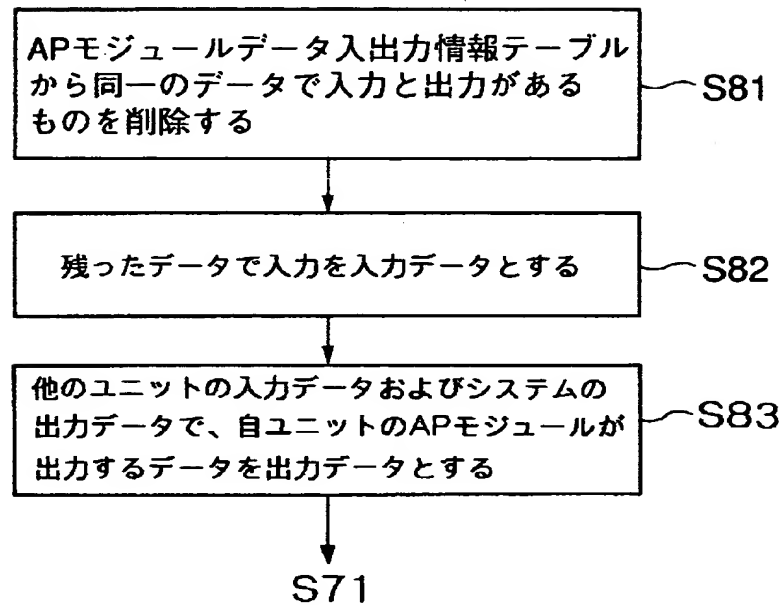 APモジュールデータ入出力情報テーブル
から同一のデータで入力と出力がある
ものを削除する
S81
残ったデータで入力を入力データとする
S82
他のユニットの入力データおよびシステムの
出力データで、自ユニットのAPモジュールが
出力するデータを出力データとする
S83
S71